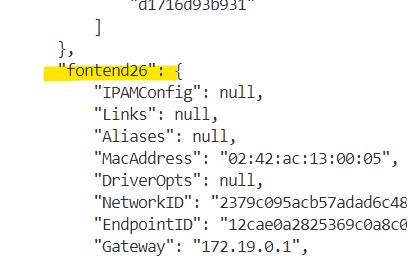 "d1716d93b931"
]
},
"fontend26": {
"IPAMConfig": null,
"Links": null,
"Aliases": null,
"MacAddress": "02:42:ac:13:00:05",
"DriverOpts": null,
"NetworkID": "2379c095acb57adad6c48
"EndpointID": "12cae0a2825369c0a8c0
"Gateway": "172.19.0.1",